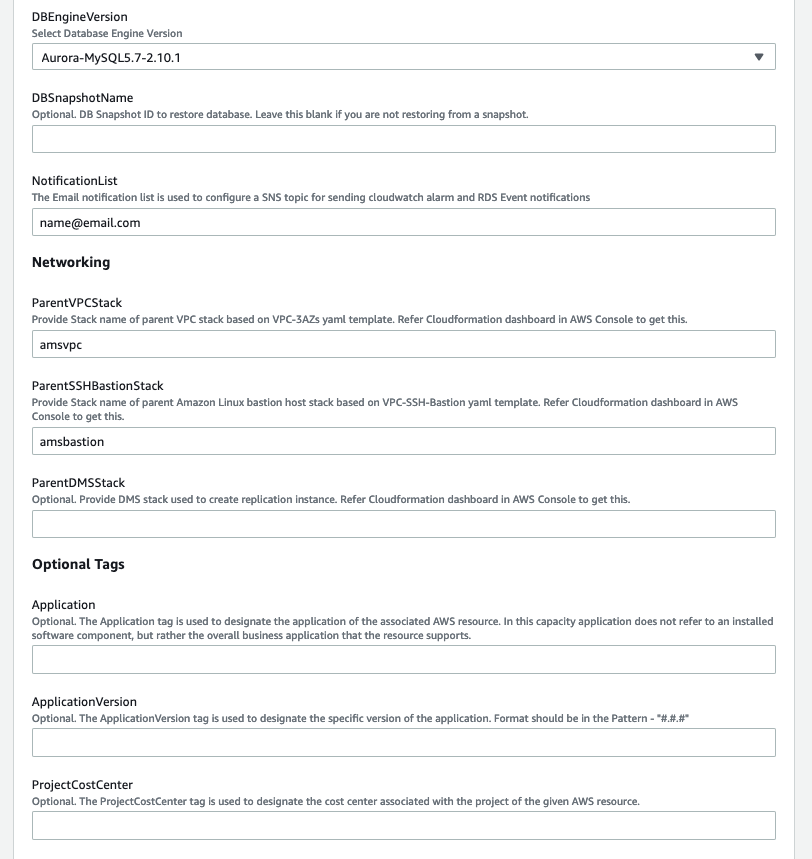 DBEngineVersion
Select Database Engine Version
Aurora-MySQL5.7-2.10.1
DBSnapshotName
Optional. DB Snapshot ID to restore database. Leave this blank if you are not restoring from a snapshot.
NotificationList
The Email notification list is used to configure a SNS topic for sending cloudwatch alarm and RDS Event notifications
name@email.com
Networking
ParentVPCStack
Provide Stack name of parent VPC stack based on VPC-3AZs yaml template. Refer Cloudformation dashboard in AWS Console to get this.
amsvpc
ParentSSHBastionStack
Provide Stack name of parent Amazon Linux bastion host stack based on VPC-SSH-Bastion yaml template. Refer Cloudformation dashboard in AWS
Console to get this.
amsbastion
ParentDMSStack
Optional. Provide DMS stack used to create replication instance. Refer Cloudformation dashboard in AWS Console to get this.
Optional Tags
Application
Optional. The Application tag is used to designate the application of the associated AWS resource. In this capacity application does not refer to an installed
software component, but rather the overall business application that the resource supports.
ApplicationVersion
Optional. The ApplicationVersion tag is used to designate the specific version of the application. Format should be in the Pattern - "#.#.#"
ProjectCostCenter
Optional. The ProjectCostCenter tag is used to designate the cost center associated with the project of the given AWS resource.